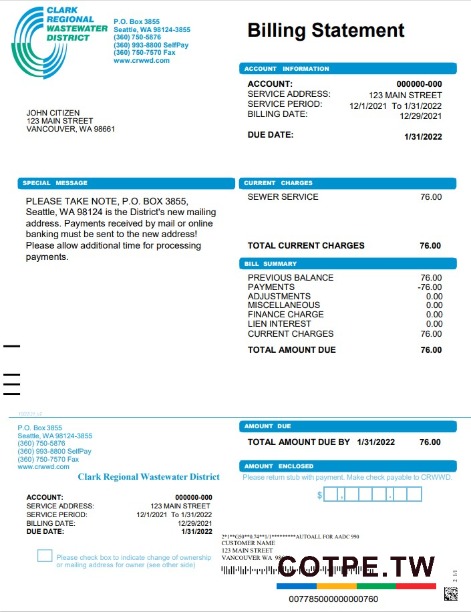 CLARK
REGIONAL
WASTEWATER
DISTRICT
P.O. Box 3855
Seattle, WA 98124-3855
(360) 750-5876
(360) 993-8800 SelfPay
(360) 750-7570 Fax
www.crwwd.com
Billing Statement
ACCOUNT INFORMATION
ACCOUNT: 000000-000
SERVICE ADDRESS: 123 MAIN STREET
SERVICE PERIOD: 12/1/2021 To 1/31/2022
BILLING DATE: 12/29/2021
DUE DATE: 1/31/2022
JOHN CITIZEN
123 MAIN STREET
VANCOUVER, WA 98661
SPECIAL MESSAGE
PLEASE TAKE NOTE, P.O. BOX 3855,
Seattle, WA 98124 is the District's new mailing
address. Payments received by mail or online
banking must be sent to the new address!
Please allow additional time for processing
payments.
CURRENT CHARGES
SEWER SERVICE 76.00
TOTAL CURRENT CHARGES 76.00
BILL SUMMARY
PREVIOUS BALANCE 76.00
PAYMENTS -76.00
ADJUSTMENTS 0.00
MISCELLANEOUS 0.00
FINANCE CHARGE 0.00
LIEN INTEREST 0.00
CURRENT CHARGES 76.00
TOTAL AMOUNT DUE 76.00
P.O. Box 3855
Seattle, WA 98124-3855
(360) 750-5876
(360) 993-8800 SelfPay
(360) 750-7570 Fax
www.crwwd.com
Clark Regional Wastewater District
ACCOUNT: 000000-000
SERVICE ADDRESS: 123 MAIN STREET
SERVICE PERIOD: 12/1/2021 To 1/31/2022
BILLING DATE: 12/29/2021
DUE DATE: 1/31/2022
Please check box to indicate change of ownership
or mailing address for owner (see other side)
AMOUNT DUE
TOTAL AMOUNT DUE BY 1/31/2022 76.00
AMOUNT ENCLOSED
Please return stub with payment. Make check payable to CRWWD.
$
CUSTOMER NAME
123 MAIN STREET
VANCOUVER WA
COTPE.TW
007785000000000760